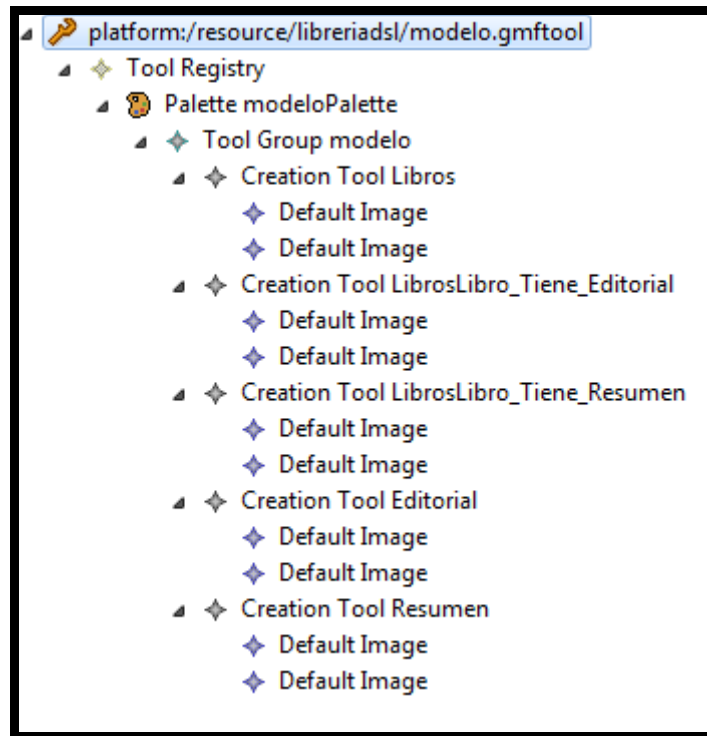 platform:/resource/libreriadsl/modelo.gmftool
Tool Registry
Palette modeloPalette
Tool Group modelo
Creation Tool Libros
Default Image
Default Image
Creation Tool LibrosLibro_Tiene_Editorial
Default Image
Default Image
Creation Tool LibrosLibro_Tiene_Resumen
Default Image
Default Image
Creation Tool Editorial
Default Image
Default Image
Creation Tool Resumen
Default Image
Default Image